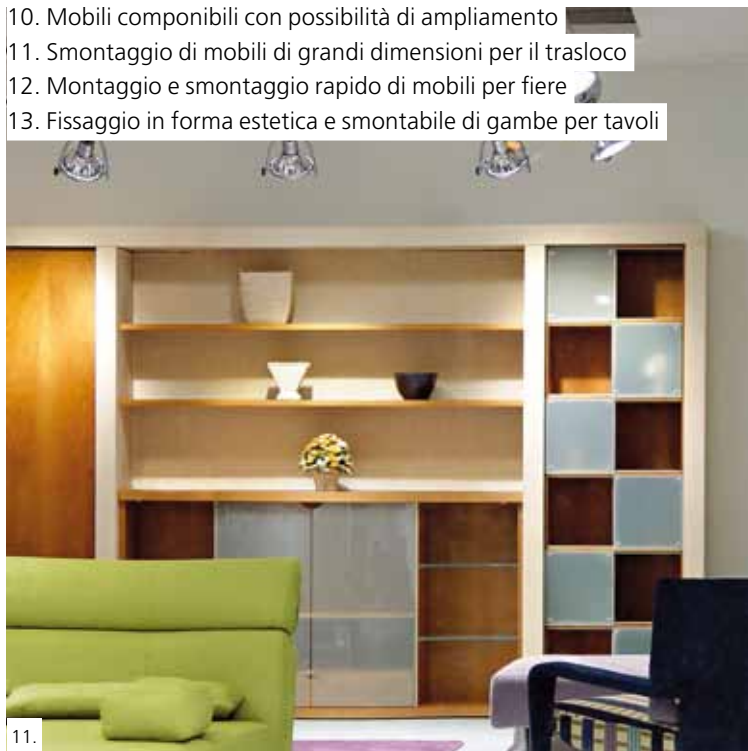 10. Mobili componibili con possibilità di ampliamento
11. Smontaggio di mobili di grandi dimensioni per il trasloco
12. Montaggio e smontaggio rapido di mobili per fiere
13. Fissaggio in forma estetica e smontabile di gambe per tavoli
11.